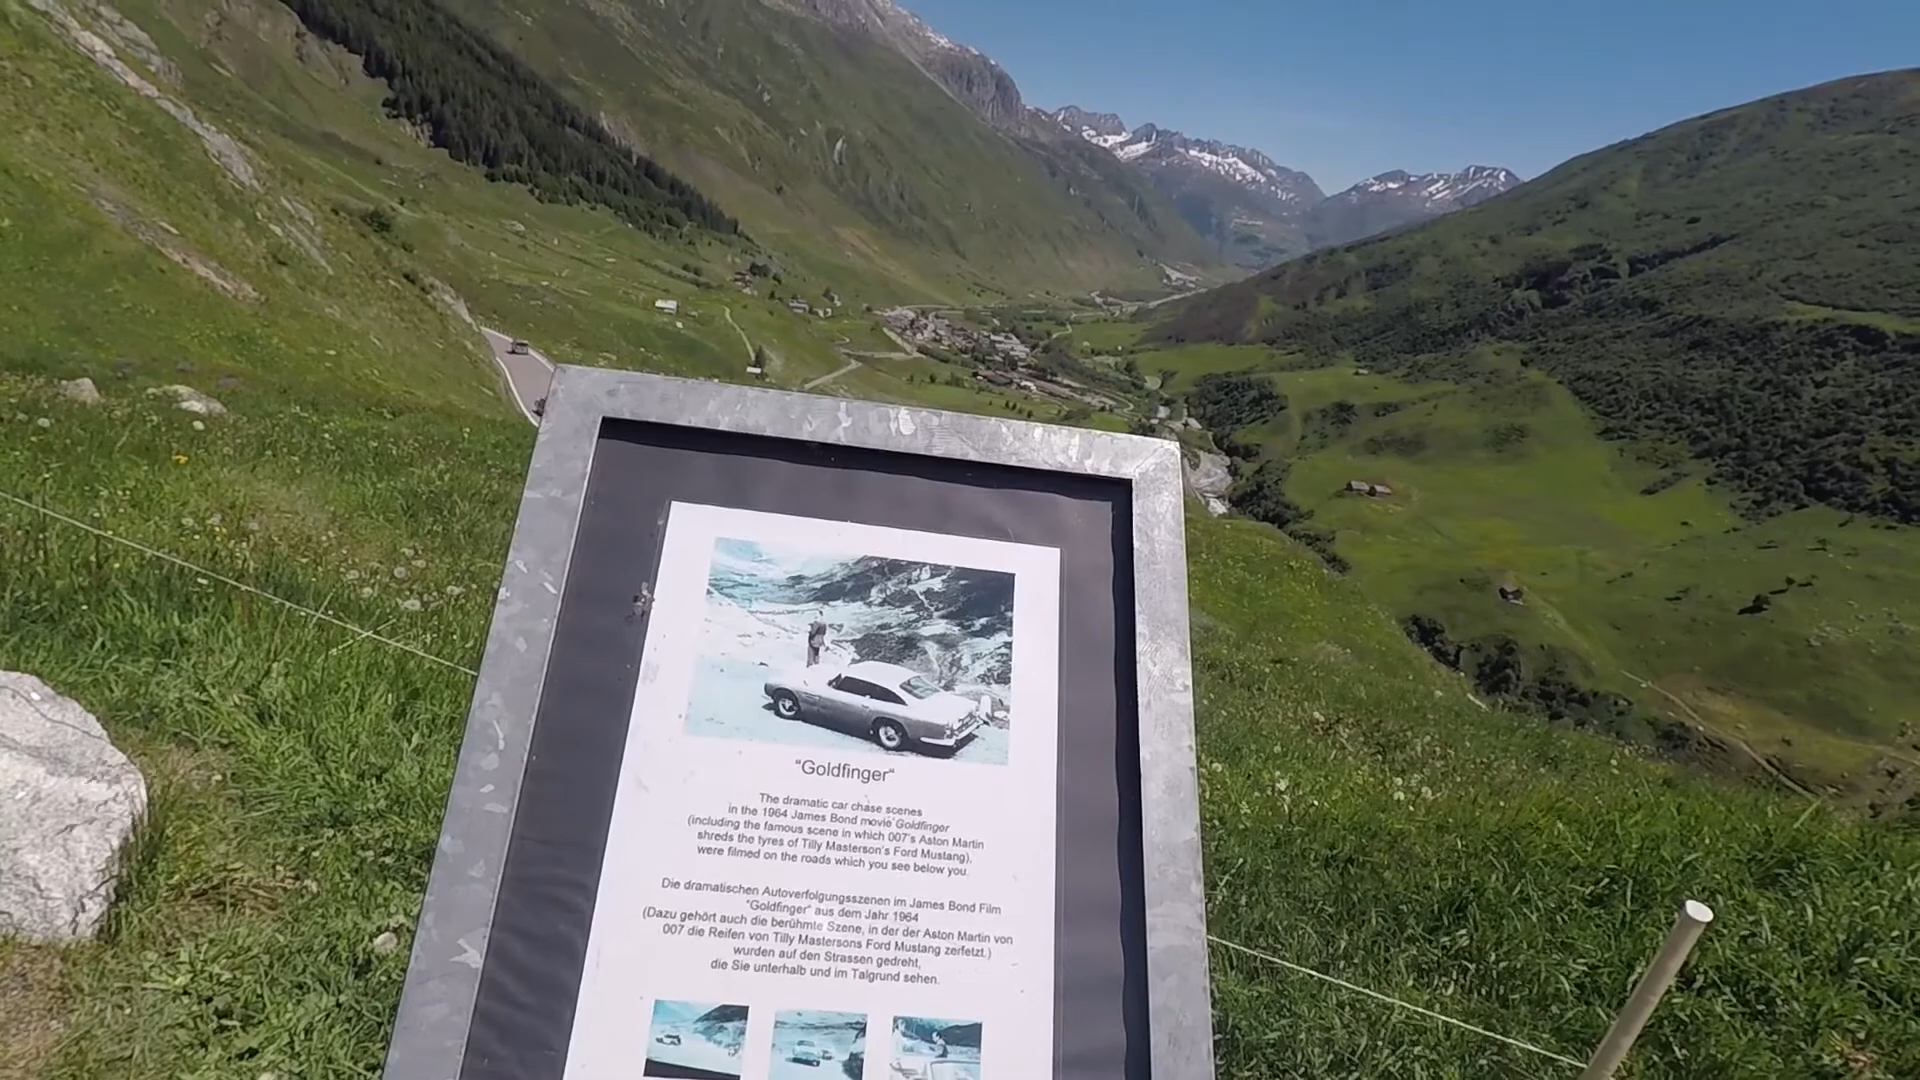 “Goldfinger“
The dramatic car chase scenes
in the 1964 James Bond movie Goldfinger
(including the famous scene in which 007's Aston Martin
shreds the tyres of Tilly Masterson's Ford Mustang),
were filmed on the roads which you see below you.
Die dramatischen Autoverfolgungsszenen im James Bond Film
“Goldfinger“ aus dem Jahr 1964
(Dazu gehört auch die berühmte Szene, in der der Aston Martin von
007 die Reifen von Tilly Mastersons Ford Mustang zerfetzt.)
wurden auf den Strassen gedreht,
die Sie unterhalb und im Talgrund sehen.